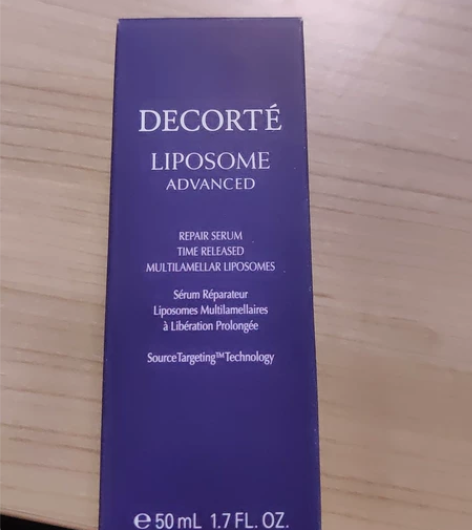 DECORTÉ
LIPOSOME
ADVANCED
REPAIR SERUM
TIME RELEASED
MULTILAMELLAR LIPOSOMES
Sérum Réparateur
Liposomes Multilamellaires
à Libération Prolongée
SourceTargeting™Technology
℮50 mL 1.7 FL. OZ.